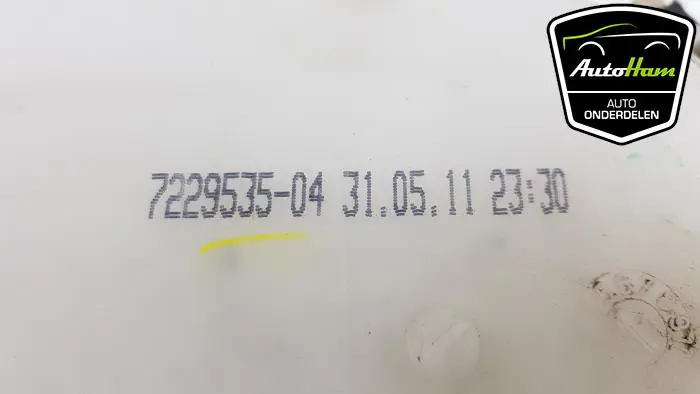 AutoHam
AUTO
ONDERDELEN
7229535-04 31.05.11 23:30